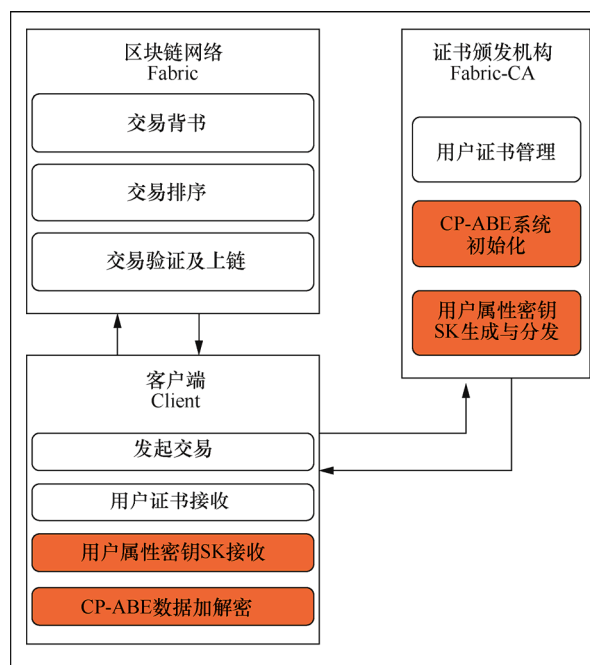 区块链网络
Fabric
交易背书
交易排序
交易验证及上链
证书颁发机构
Fabric-CA
用户证书管理
CP-ABE系统
初始化
用户属性密钥
SK生成与分发
客户端
Client
发起交易
用户证书接收
用户属性密钥SK接收
CP-ABE数据加解密